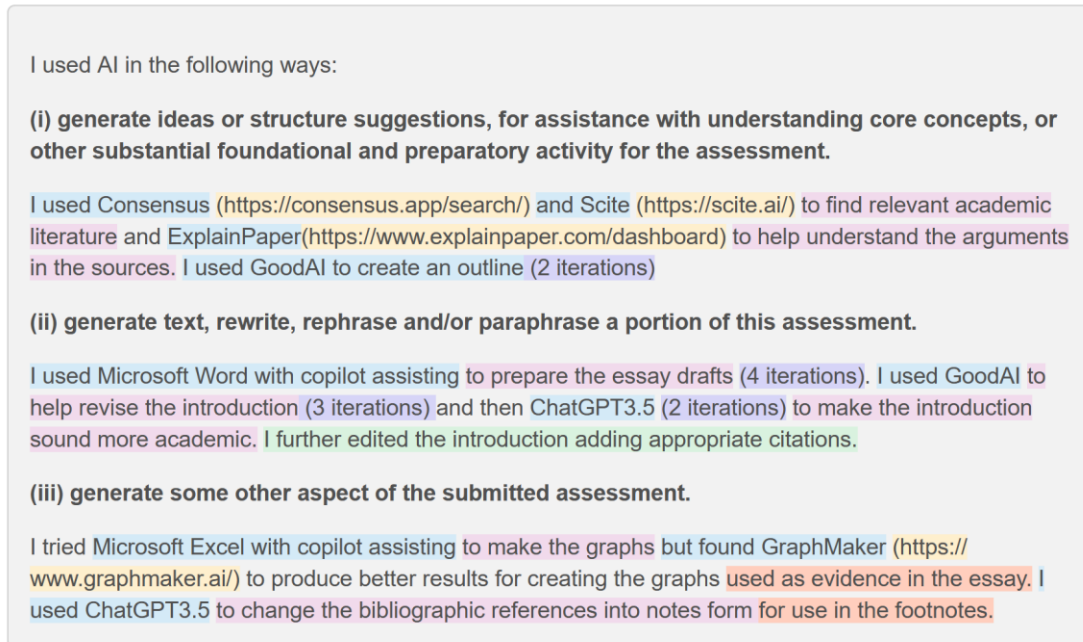 I used AI in the following ways:
(i) generate ideas or structure suggestions, for assistance with understanding core concepts, or
other substantial foundational and preparatory activity for the assessment.
I used Consensus (https://consensus.app/search/) and Scite (https://scite.ai/) to find relevant academic
literature and ExplainPaper(https://www.explainpaper.com/dashboard) to help understand the arguments
in the sources. I used GoodAI to create an outline (2 iterations)
(ii) generate text, rewrite, rephrase and/or paraphrase a portion of this assessment.
I used Microsoft Word with copilot assisting to prepare the essay drafts (4 iterations). I used GoodAI to
help revise the introduction (3 iterations) and then ChatGPT3.5 (2 iterations) to make the introduction
sound more academic. I further edited the introduction adding appropriate citations.
(iii) generate some other aspect of the submitted assessment.
I tried Microsoft Excel with copilot assisting to make the graphs but found GraphMaker (https://
www.graphmaker.ai/) to produce better results for creating the graphs used as evidence in the essay. I
used ChatGPT3.5 to change the bibliographic references into notes form for use in the footnotes.